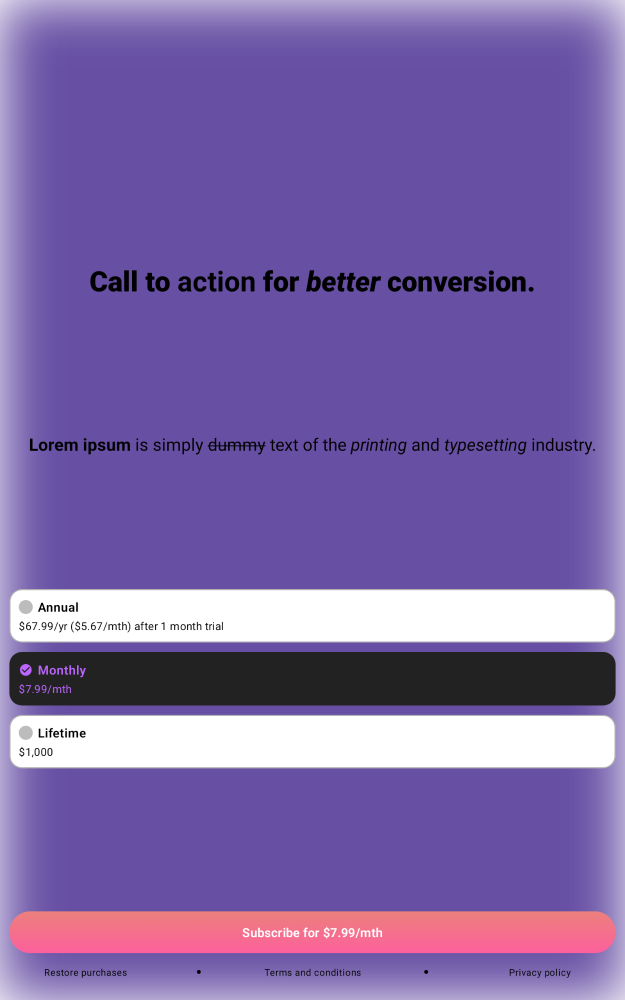 Call to action for better conversion.
Lorem ipsum is simply dummy text of the printing and typesetting industry.
Annual
$67.99/yr ($5.67/mth) after 1 month trial
Monthly
$7.99/mth
Lifetime
$1,000
Subscribe for $7.99/mth
Restore purchases • Terms and conditions • Privacy policy